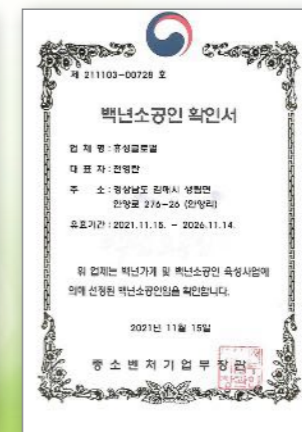 제 211103-00728 호
백년소공인 확인서
업 체 명 : 휴성글로벌
대 표 자 : 전영란
주 소 : 경상남도 김해시 생림면
안양로 276-26 (안양리)
유효기간 : 2021.11.15. - 2026.11.14.
위 업체는 백년가게 및 백년소공인 육성사업에
의해 선정된 백년소공인임을 확인합니다.
2021년 11월 15일
중 소 벤 처 기 업 부 장 관